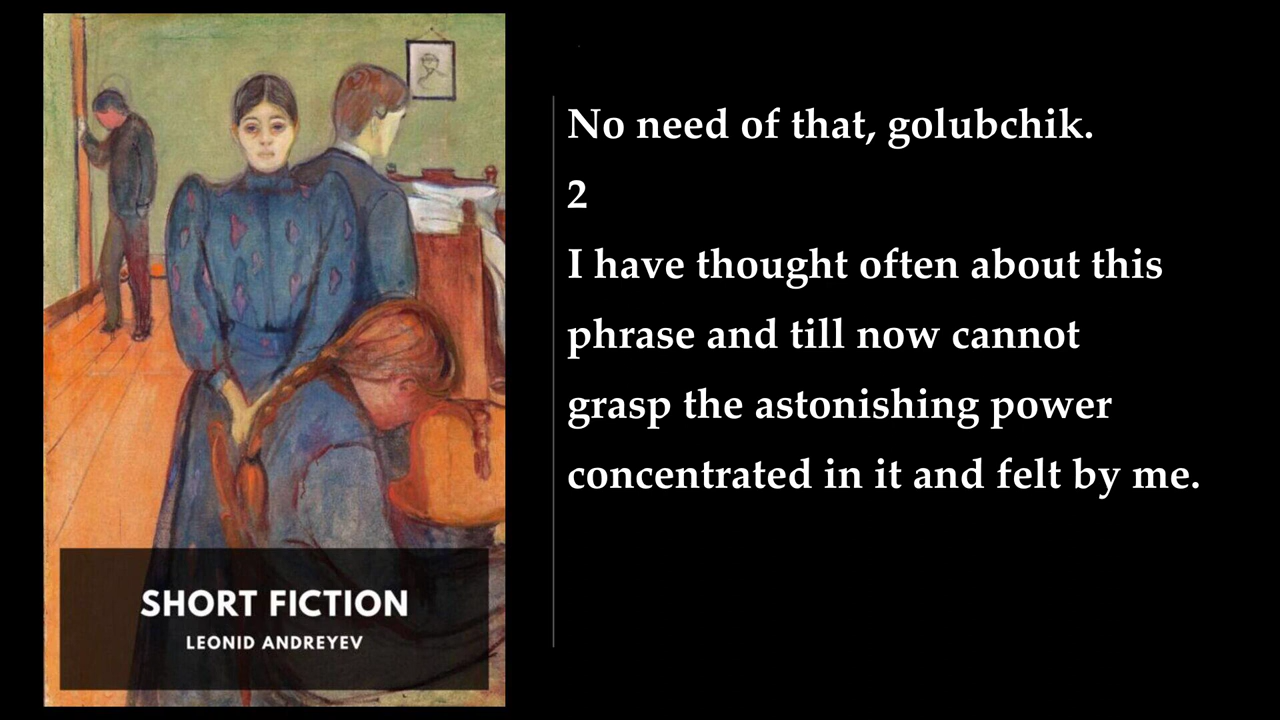 No need of that, golubchik.
2
I have thought often about this
phrase and till now cannot
grasp the astonishing power
concentrated in it and felt by me.
SHORT FICTION
LEONID ANDREYEV